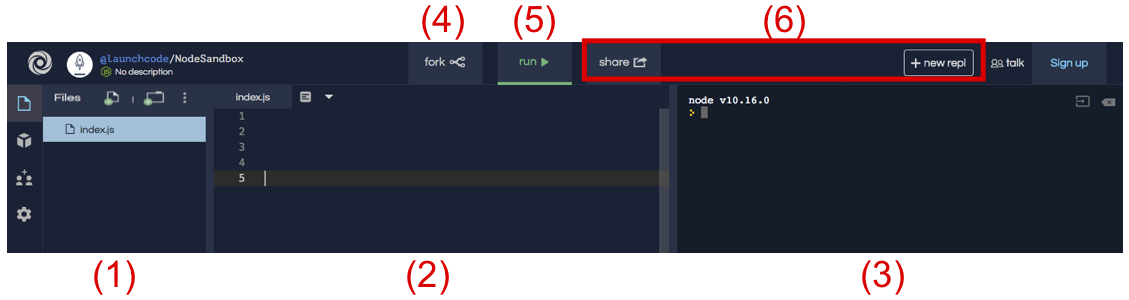 (4) (5) (6)
@launchcode/NodeSandbox
No description
fork run share + new repl talk Sign up
Files index.js
index.js
1
2
3
4
5
node v10.16.0
>
(1) (2) (3)